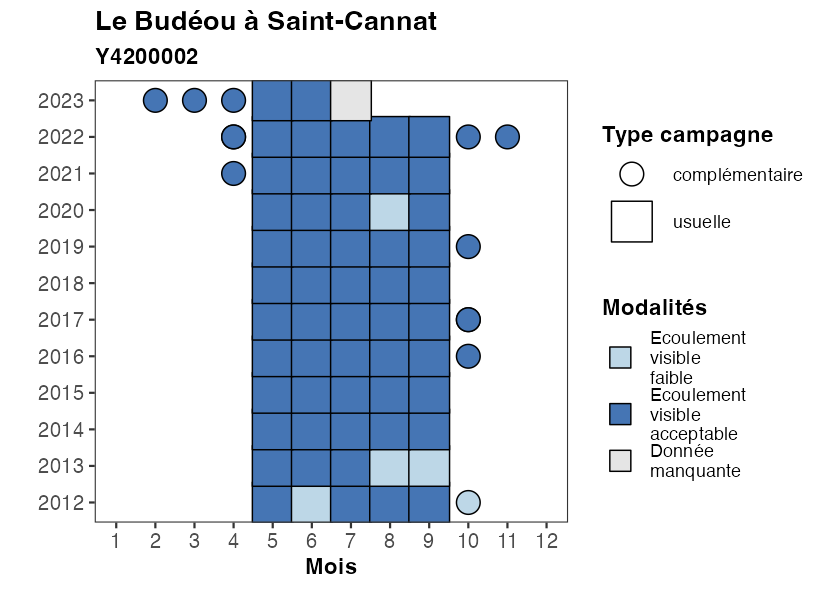 Le Budéou à Saint-Cannat
Y4200002
2023
2022
2021
2020
2019
2018
2017
2016
2015
2014
2013
2012
1 2 3 4 5 6 7 8 9 10 11 12
Mois
Type campagne
complémentaire
usuelle
Modalités
Ecoulement
visible
faible
Ecoulement
visible
acceptable
Donnée
manquante